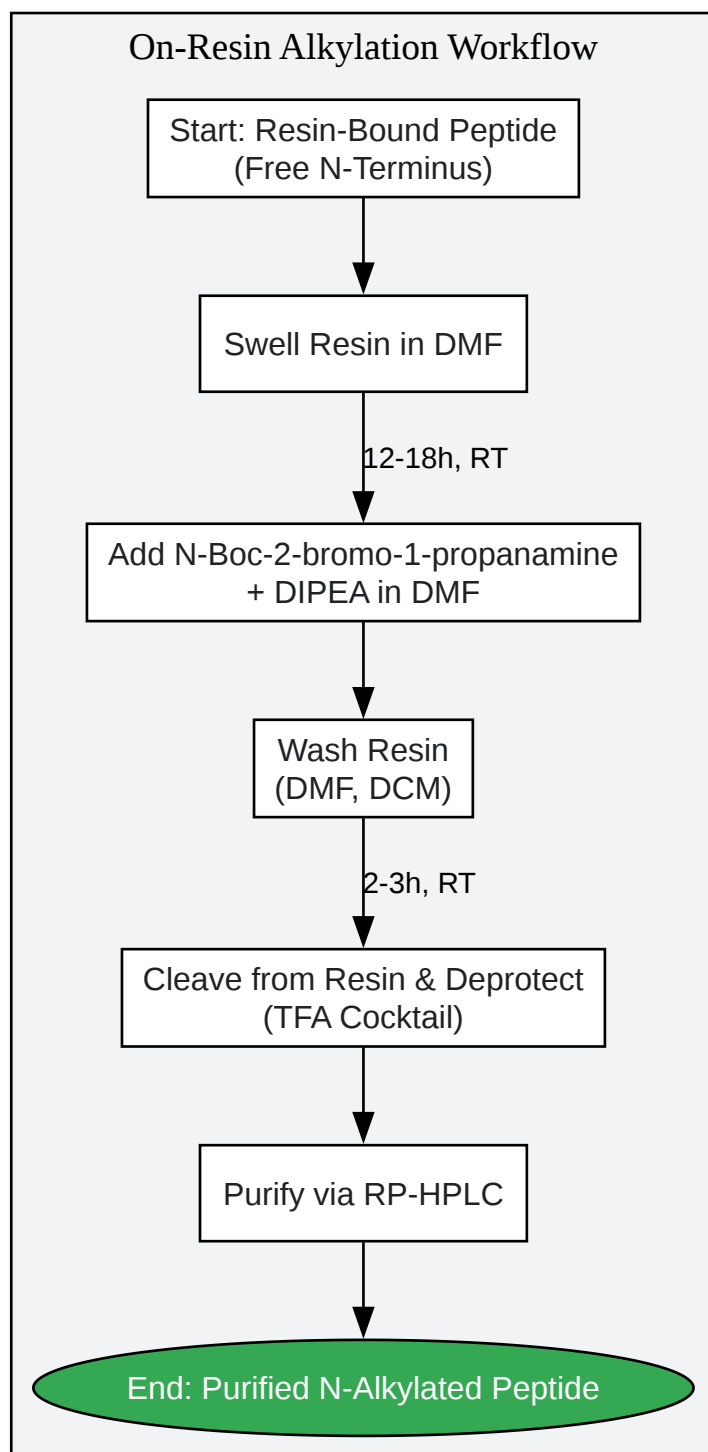 On-Resin Alkylation Workflow
Start: Resin-Bound Peptide
(Free N-Terminus)
Swell Resin in DMF
12-18h, RT
Add N-Boc-2-bromo-1-propanamine
+ DIPEA in DMF
Wash Resin
(DMF, DCM)
2-3h, RT
Cleave from Resin & Deprotect
(TFA Cocktail)
Purify via RP-HPLC
End: Purified N-Alkylated Peptide